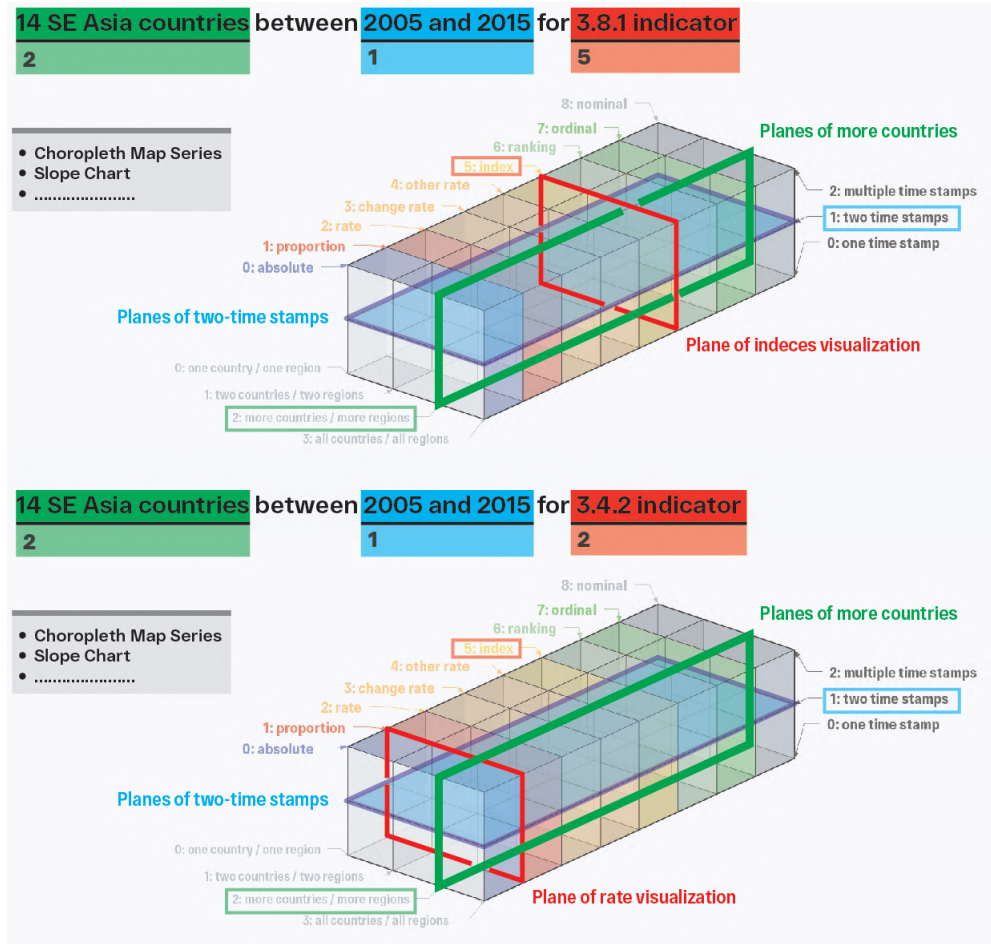 14 SE Asia countries between 2005 and 2015 for 3.8.1 indicator
2 1 5
• Choropleth Map Series
• Slope Chart
• ......................
8: nominal
7: ordinal
6: ranking
5: index
4: other rate
3: change rate
2: rate
1: proportion
0: absolute
Planes of more countries
2: multiple time stamps
1: two time stamps
0: one time stamp
Planes of two-time stamps
Plane of indeces visualization
0: one country / one region
1: two countries / two regions
2: more countries / more regions
3: all countries / all regions
14 SE Asia countries between 2005 and 2015 for 3.4.2 indicator
2 1 2
• Choropleth Map Series
• Slope Chart
• ......................
8: nominal
7: ordinal
6: ranking
5: index
4: other rate
3: change rate
2: rate
1: proportion
0: absolute
Planes of more countries
2: multiple time stamps
1: two time stamps
0: one time stamp
Planes of two-time stamps
0: one country / one region
1: two countries / two regions
2: more countries / more regions
3: all countries / all regions
Plane of rate visualization